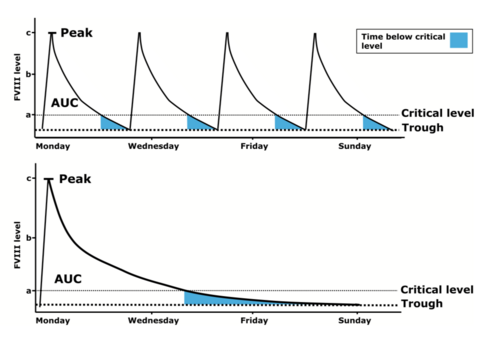 c
Peak
Time below critical
level
FVIII level
b
AUC
a
Critical level
Trough
Monday Wednesday Friday Sunday
c
Peak
FVIII level
b
AUC
a
Critical level
Trough
Monday Wednesday Friday Sunday